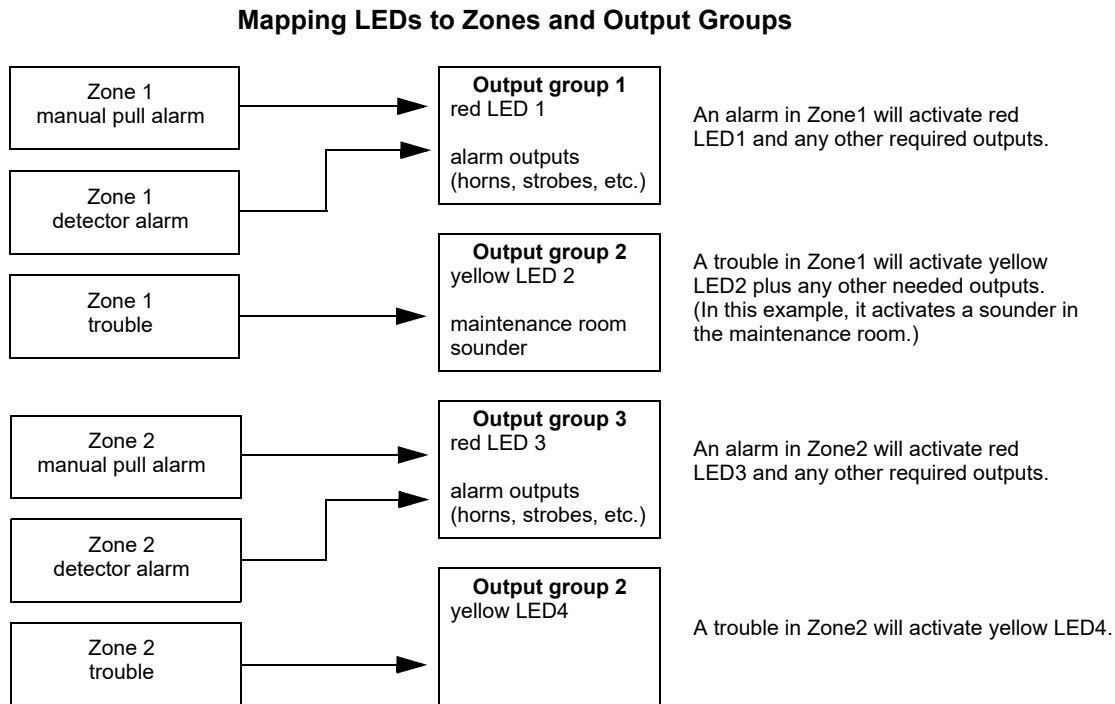 Mapping LEDs to Zones and Output Groups
Zone 1
manual pull alarm
Output group 1
red LED 1
alarm outputs
(horns, strobes, etc.)
An alarm in Zone1 will activate red
LED1 and any other required outputs.
Zone 1
detector alarm
Zone 1
trouble
Output group 2
yellow LED 2
maintenance room
sounder
A trouble in Zone1 will activate yellow
LED2 plus any other needed outputs.
(In this example, it activates a sounder in
the maintenance room.)
Zone 2
manual pull alarm
Output group 3
red LED 3
alarm outputs
(horns, strobes, etc.)
An alarm in Zone2 will activate red
LED3 and any other required outputs.
Zone 2
detector alarm
Zone 2
trouble
Output group 2
yellow LED4
A trouble in Zone2 will activate yellow LED4.